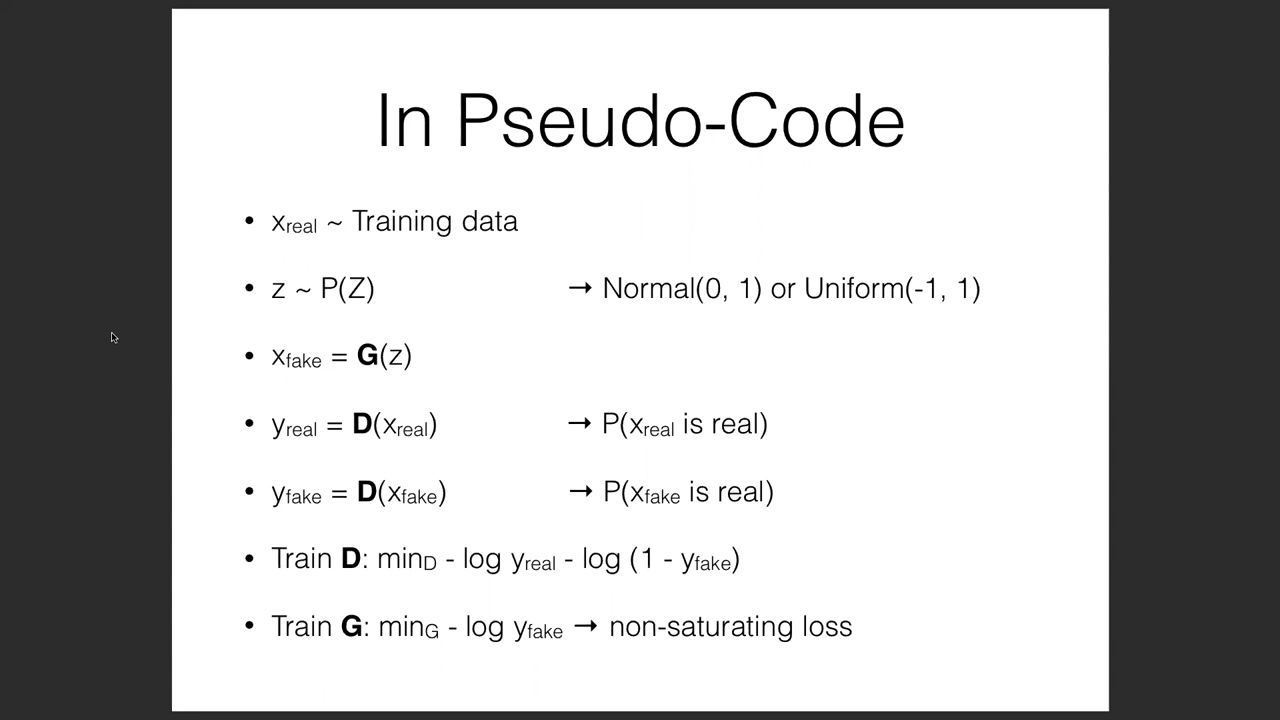 In Pseudo-Code
• xreal ~ Training data
• z ~ P(Z) → Normal(0, 1) or Uniform(-1, 1)
• xfake = G(z)
• yreal = D(xreal) → P(xreal is real)
• yfake = D(xfake) → P(xfake is real)
• Train D: minD - log yreal - log (1 - yfake)
• Train G: minG - log yfake → non-saturating loss